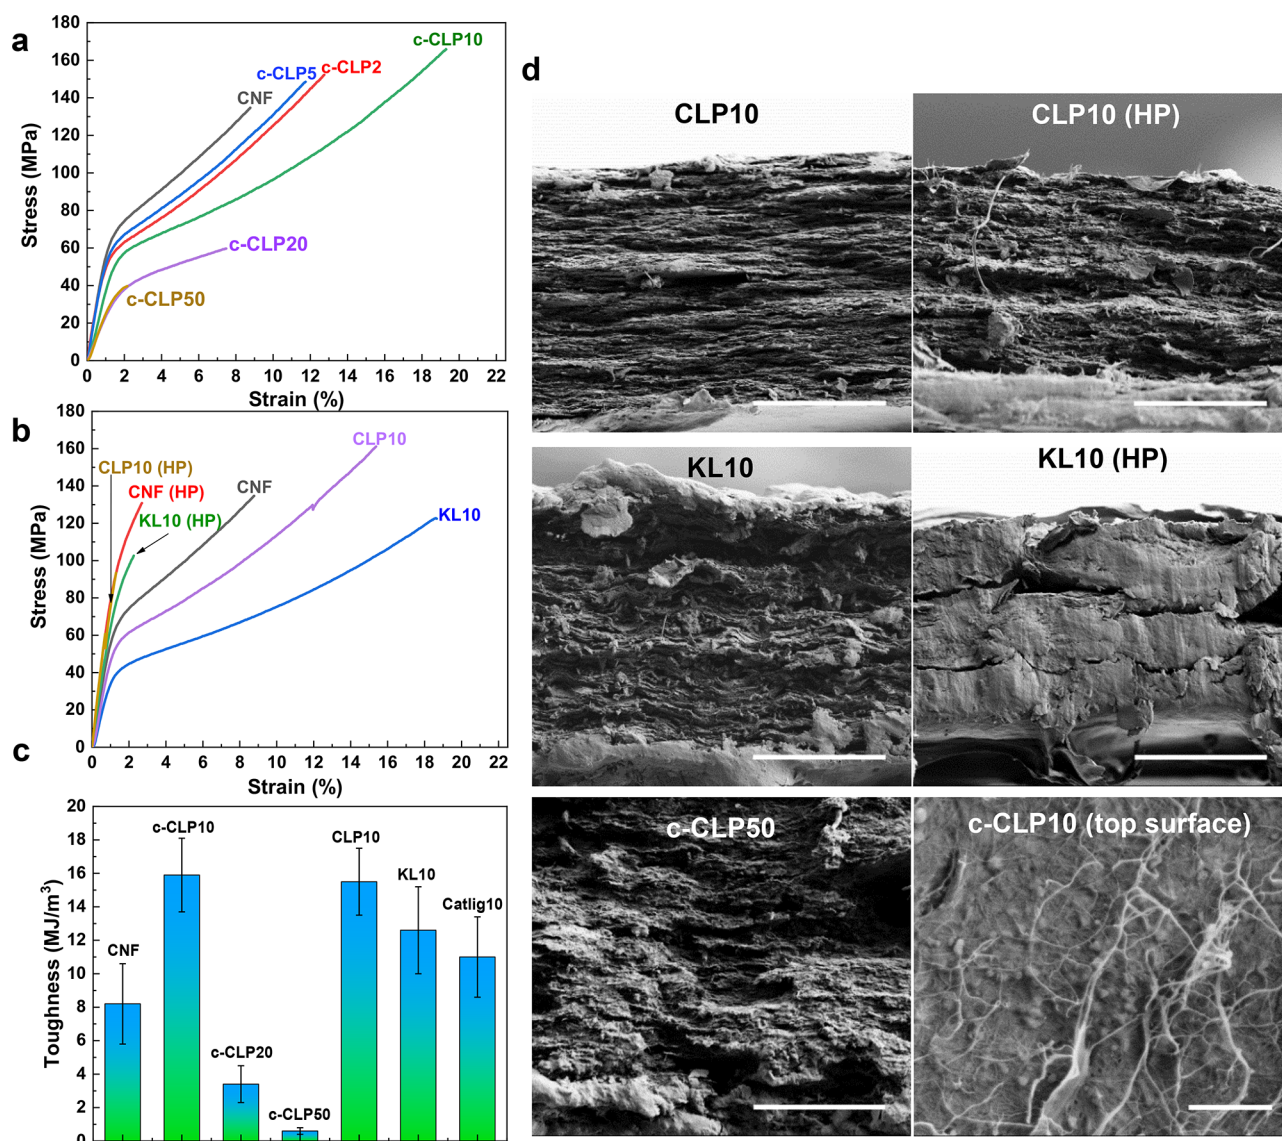 a
180
160
140
120
100
80
60
40
20
0
Stress (MPa)
c-CLP10
c-CLP5
c-CLP2
CNF
c-CLP20
c-CLP50
0 2 4 6 8 10 12 14 16 18 20 22
Strain (%)
b
180
160
140
120
100
80
60
40
20
0
Stress (MPa)
CLP10 (HP)
CNF (HP)
KL10 (HP)
CNF
CLP10
KL10
0 2 4 6 8 10 12 14 16 18 20 22
Strain (%)
c
20
18
16
14
12
10
8
6
4
2
0
Toughness (MJ/m³)
CNF
c-CLP10
c-CLP20
c-CLP50
CLP10
KL10
Catlig10
d
CLP10
CLP10 (HP)
KL10
KL10 (HP)
c-CLP50
c-CLP10 (top surface)